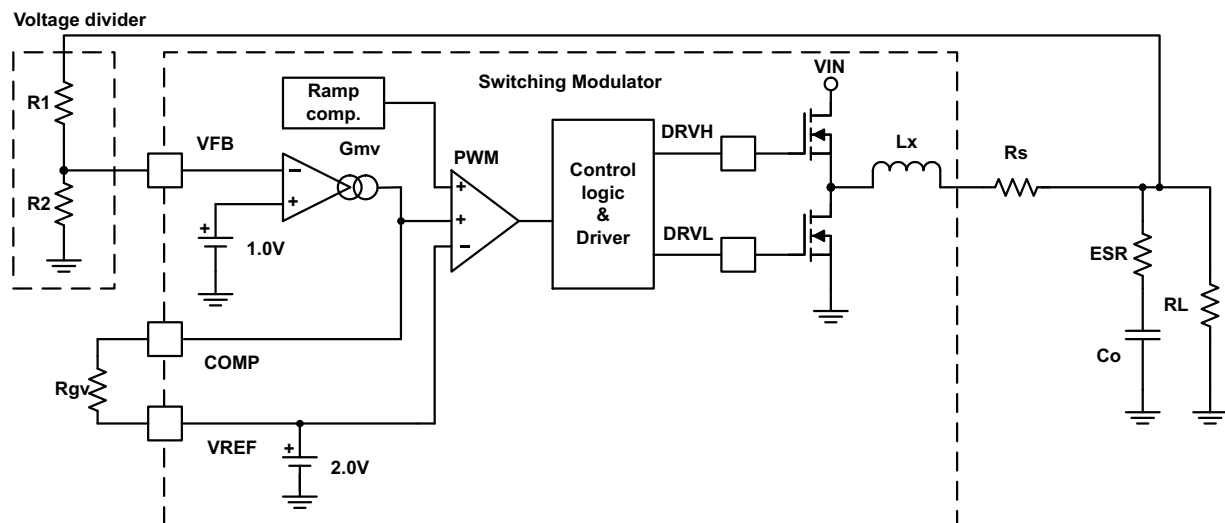 Voltage divider
R1
R2
VFB
Ramp
comp.
Gmv
+
−
+
1.0V
Switching Modulator
PWM
+
+
−
Control
logic
&
Driver
DRVH
DRVL
VIN
Lx
Rs
ESR
Co
RL
COMP
Rgv
VREF
+
2.0V